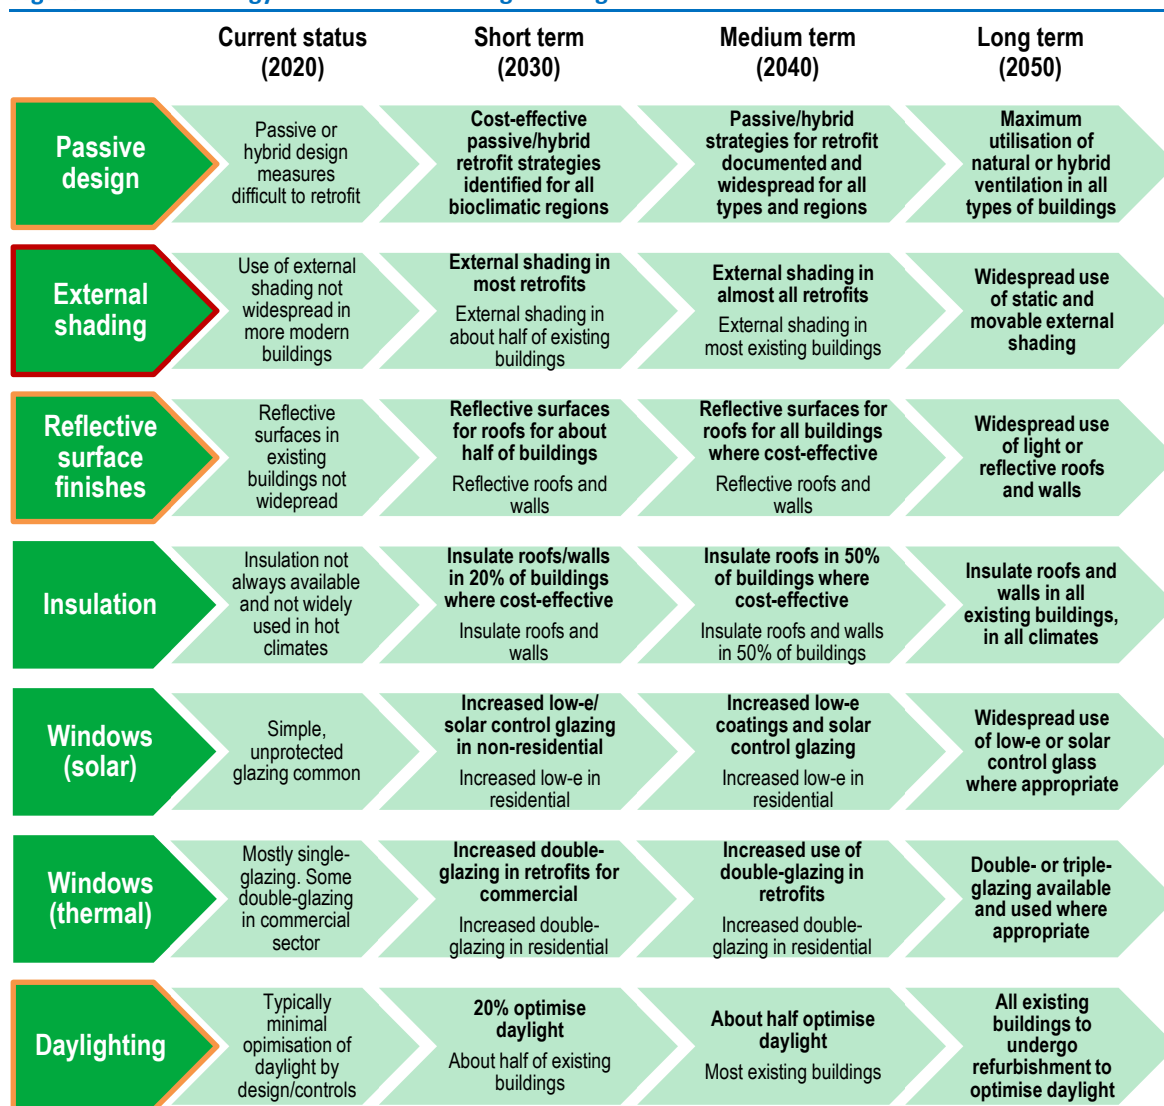 Current status
(2020)
Short term
(2030)
Medium term
(2040)
Long term
(2050)
Passive
design
Passive or
hybrid design
measures
difficult to retrofit
Cost-effective
passive/hybrid
retrofit strategies
identified for all
bioclimatic regions
Passive/hybrid
strategies for retrofit
documented and
widespread for all
types and regions
Maximum
utilisation of
natural or hybrid
ventilation in all
types of buildings
External
shading
Use of external
shading not
widespread in
more modern
buildings
External shading in
most retrofits
External shading in
about half of existing
buildings
External shading in
almost all retrofits
External shading in
most existing buildings
Widespread use
of static and
movable external
shading
Reflective
surface
finishes
Reflective
surfaces in
existing
buildings not
widepread
Reflective surfaces
for roofs for about
half of buildings
Reflective roofs and
walls
Reflective surfaces for
roofs for all buildings
where cost-effective
Reflective roofs and
walls
Widespread use
of light or
reflective roofs
and walls
Insulation
Insulation not
always available
and not widely
used in hot
climates
Insulate roofs/walls
in 20% of buildings
where cost-effective
Insulate roofs and
walls
Insulate roofs in 50%
of buildings where
cost-effective
Insulate roofs and walls
in 50% of buildings
Insulate roofs and
walls in all
existing buildings,
in all climates
Windows
(solar)
Simple,
unprotected
glazing common
Increased low-e/
solar control glazing
in non-residential
Increased low-e in
residential
Increased low-e
coatings and solar
control glazing
Increased low-e in
residential
Widespread use
of low-e or solar
control glass
where appropriate
Windows
(thermal)
Mostly single-
glazing. Some
double-glazing
in commercial
sector
Increased double-
glazing in retrofits for
commercial
Increased double-
glazing in residential
Increased use of
double-glazing in
retrofits
Increased double-
glazing in residential
Double- or triple-
glazing available
and used where
appropriate
Daylighting
Typically
minimal
opimisation of
daylight by
design/controls
20% optimise
daylight
About half of existing
buildings
About half optimise
daylight
Most existing buildings
All existing
buildings to
undergo
refurbishment to
optimise daylight